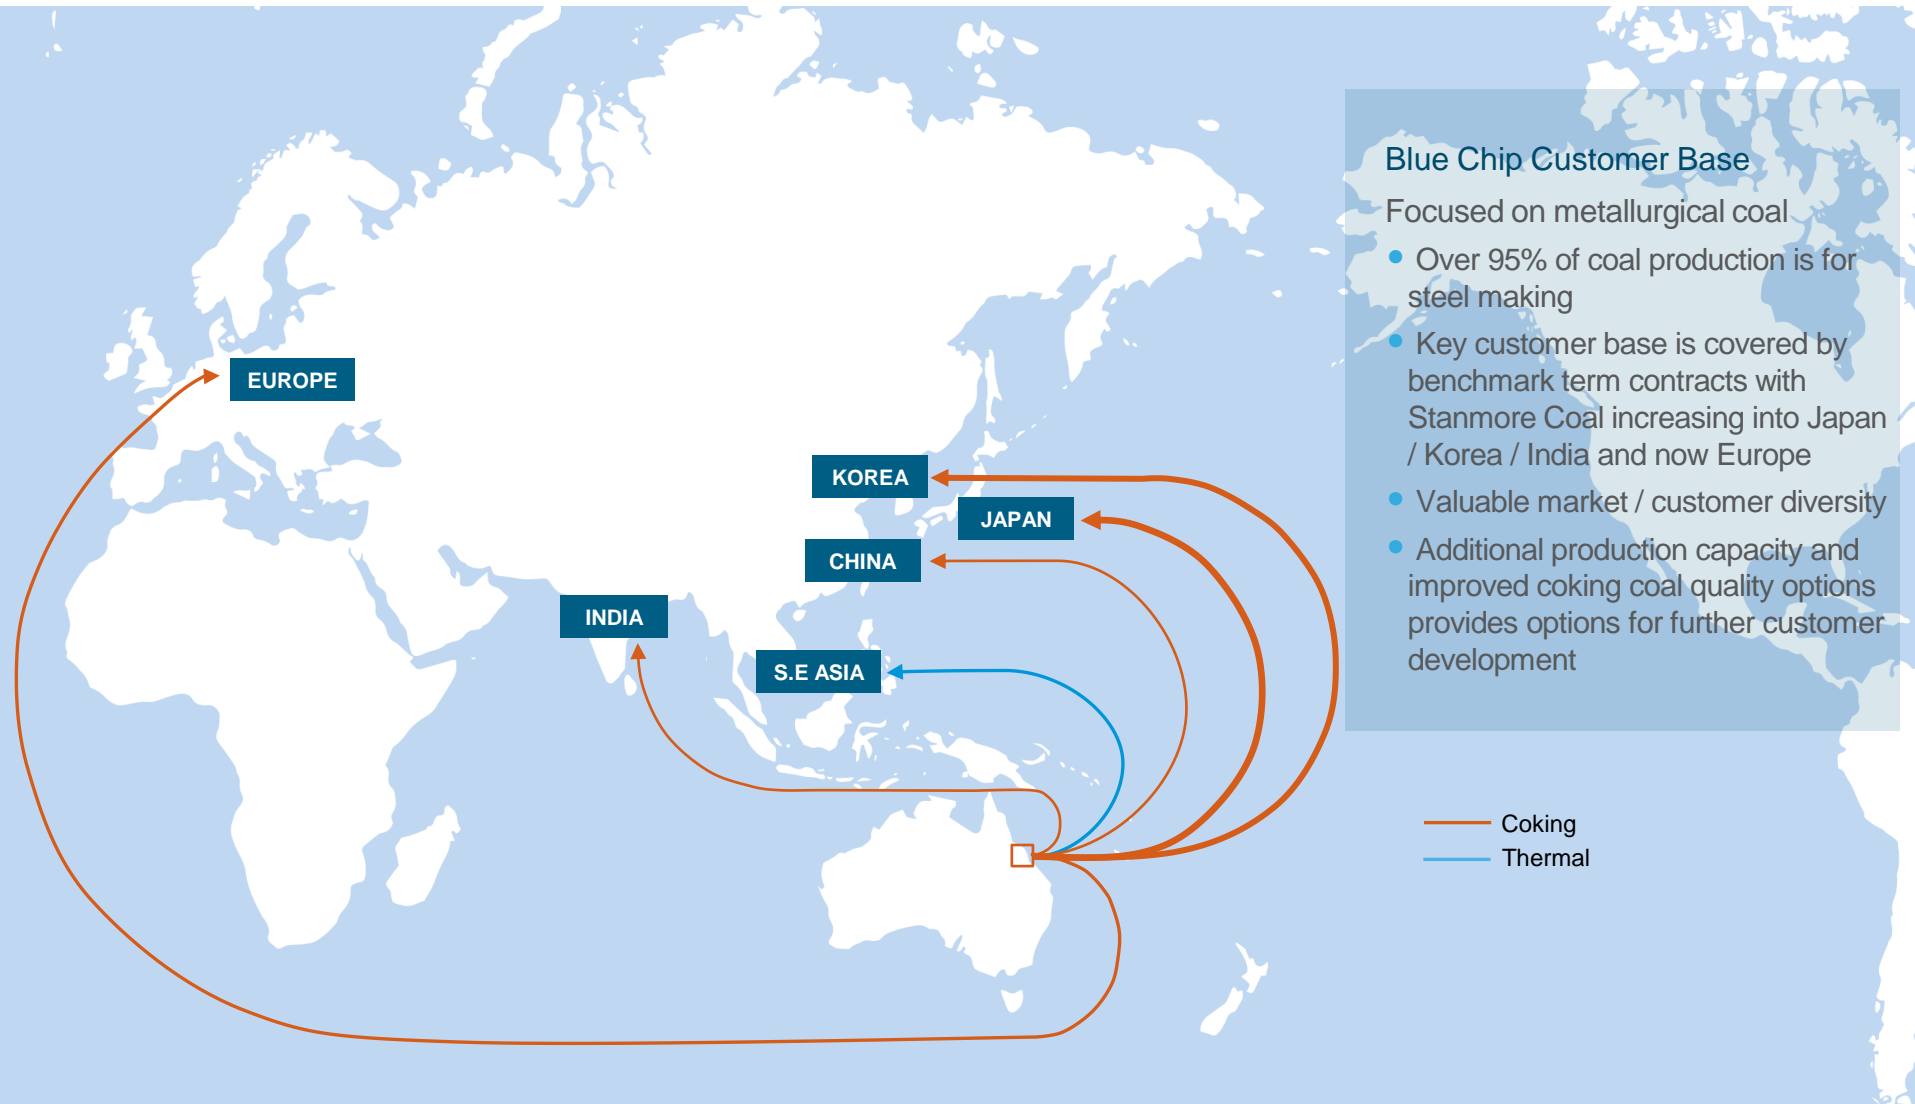 Blue Chip Customer Base
Focused on metallurgical coal
• Over 95% of coal production is for
steel making
• Key customer base is covered by
benchmark term contracts with
Stanmore Coal increasing into Japan
/ Korea / India and now Europe
• Valuable market / customer diversity
• Additional production capacity and
improved coking coal quality options
provides options for further customer
development
EUROPE
KOREA
JAPAN
CHINA
INDIA
S.E ASIA
Coking
Thermal